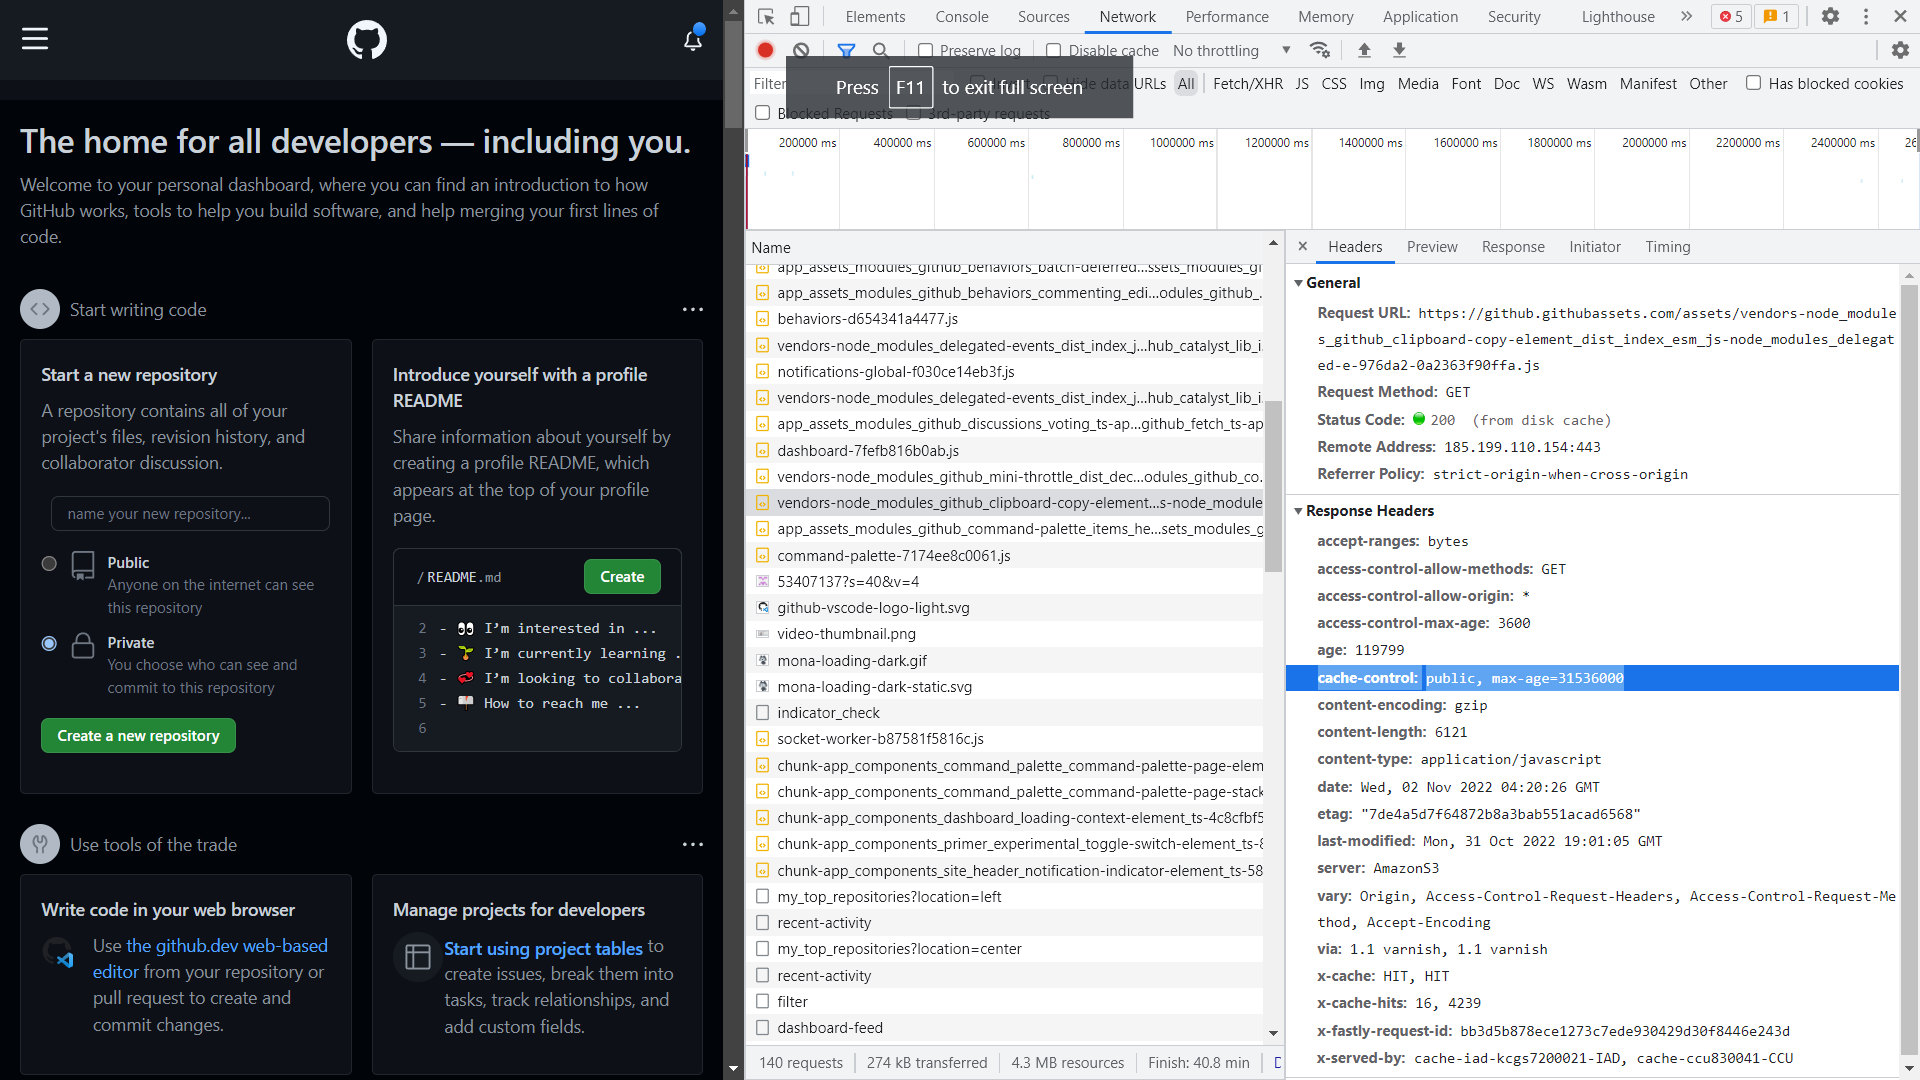 The home for all developers — including you.
Welcome to your personal dashboard, where you can find an introduction to how
GitHub works, tools to help you build software, and help merging your first lines of
code.
Start writing code
Start a new repository
A repository contains all of your
project's files, revision history, and
collaborator discussion.
name your new repository...
Public
Anyone on the internet can see
this repository
Private
You choose who can see and
commit to this repository
Create a new repository
Introduce yourself with a profile
README
Share information about yourself by
creating a profile README, which
appears at the top of your profile
page.
/ README.md
Create
2 - 👀 I’m interested in ...
3 - 🌱 I’m currently learning .
4 - 💞 I’m looking to collabora
5 - 📫 How to reach me ...
6
Use tools of the trade
Write code in your web browser
Use the github.dev web-based
editor from your repository or
pull request to create and
commit changes.
Manage projects for developers
Start using project tables to
create issues, break them into
tasks, track relationships, and
add custom fields.
Elements Console Sources Network Performance Memory Application Security Lighthouse » 5 1
Preserve log Disable cache No throttling
Filter Hide data URLs All Fetch/XHR JS CSS Img Media Font Doc WS Wasm Manifest Other Has blocked cookies
Press F11 to exit full screen
Blocked Requests 3rd-party requests
200000 ms 400000 ms 600000 ms 800000 ms 1000000 ms 1200000 ms 1400000 ms 1600000 ms 1800000 ms 2000000 ms 2200000 ms 2400000 ms 26
Name
app_assets_modules_github_behaviors_batch-deferred...ssets_modules_gi
app_assets_modules_github_behaviors_commenting_edi...odules_github_.
behaviors-d654341a4477.js
vendors-node_modules_delegated-events_dist_index_j...hub_catalyst_lib_i.
notifications-global-f030ce14eb3f.js
vendors-node_modules_delegated-events_dist_index_j...hub_catalyst_lib_i.
app_assets_modules_github_discussions_voting_ts-ap...github_fetch_ts-ap
dashboard-7fefb816b0ab.js
vendors-node_modules_github_mini-throttle_dist_dec...odules_github_co.
vendors-node_modules_github_clipboard-copy-element...s-node_module
app_assets_modules_github_command-palette_items_he...sets_modules_g
command-palette-7174ee8c0061.js
53407137?s=40&v=4
github-vscode-logo-light.svg
video-thumbnail.png
mona-loading-dark.gif
mona-loading-dark-static.svg
indicator_check
socket-worker-b87581f5816c.js
chunk-app_components_command_palette_command-palette-page-elem
chunk-app_components_command_palette_command-palette-page-stack
chunk-app_components_dashboard_loading-context-element_ts-4c8cfbf5
chunk-app_components_primer_experimental_toggle-switch-element_ts-8
chunk-app_components_site_header_notification-indicator-element_ts-58
my_top_repositories?location=left
recent-activity
my_top_repositories?location=center
recent-activity
filter
dashboard-feed
140 requests 274 kB transferred 4.3 MB resources Finish: 40.8 min D
× Headers Preview Response Initiator Timing
General
Request URL: https://github.githubassets.com/assets/vendors-node_module
s_github_clipboard-copy-element_dist_index_esm_js-node_modules_delegat
ed-e-976da2-0a2363f90ffa.js
Request Method: GET
Status Code: 200 (from disk cache)
Remote Address: 185.199.110.154:443
Referrer Policy: strict-origin-when-cross-origin
Response Headers
accept-ranges: bytes
access-control-allow-methods: GET
access-control-allow-origin: *
access-control-max-age: 3600
age: 119799
cache-control: public, max-age=31536000
content-encoding: gzip
content-length: 6121
content-type: application/javascript
date: Wed, 02 Nov 2022 04:20:26 GMT
etag: "7de4a5d7f64872b8a3bab551acad6568"
last-modified: Mon, 31 Oct 2022 19:01:05 GMT
server: AmazonS3
vary: Origin, Access-Control-Request-Headers, Access-Control-Request-Me
thod, Accept-Encoding
via: 1.1 varnish, 1.1 varnish
x-cache: HIT, HIT
x-cache-hits: 16, 4239
x-fastly-request-id: bb3d5b878ece1273c7ede930429d30f8446e243d
x-served-by: cache-iad-kcgs7200021-IAD, cache-ccu830041-CCU